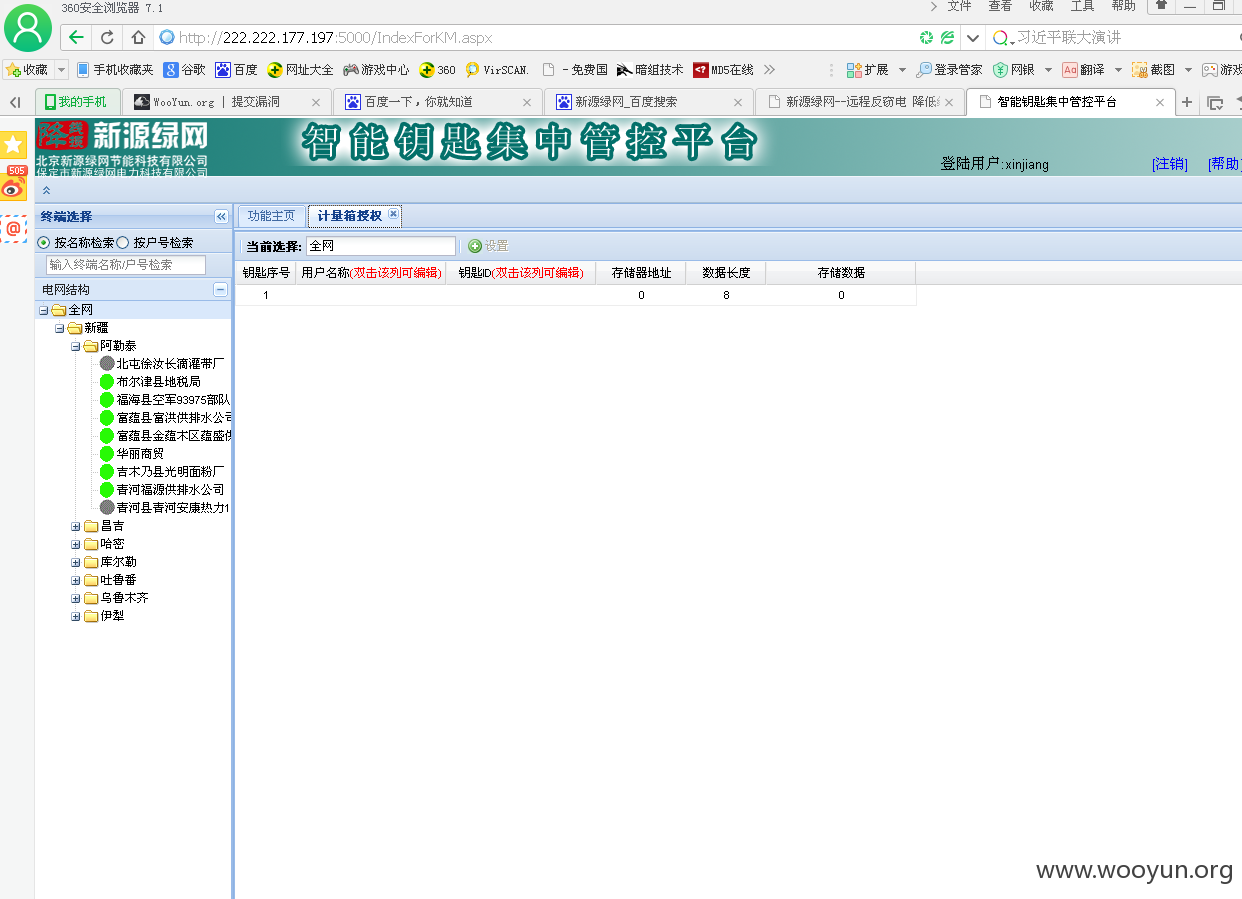 360安全浏览器 7.1
文件 查看 收藏 工具 帮助
http://222.222.177.197:5000/IndexForKM.aspx
习近平联大演讲
收藏 手机收藏夹 谷歌 百度 网址大全 游戏中心 360 VirSCAN. －免费国 暗组技术 MD5在线 扩展 登录管家 网银 翻译 截图 游戏
我的手机 WooYun.org | 提交漏洞 百度一下，你就知道 新源绿网_百度搜索 新源绿网--远程反窃电 降低 智能钥匙集中管控平台
505
降线损 新源绿网
北京新源绿网节能科技有限公司
保定市新源绿网电力科技有限公司
智能钥匙集中管控平台
登陆用户:xinjiang [注销] [帮助]
终端选择
功能主页 计量箱授权
按名称检索 按户号检索
当前选择: 全网 设置
输入终端名称/户号检索
钥匙序号 用户名称(双击该列可编辑) 钥匙ID(双击该列可编辑) 存储器地址 数据长度 存储数据
1 0 8 0
电网结构
全网
新疆
阿勒泰
北屯徐汝长滴灌带厂
布尔津县地税局
福海县空军93975部队
富蕴县富洪供排水公司
富蕴县金蕴木区蕴盛供
华丽商贸
吉木乃县光明面粉厂
青河福源供排水公司
青河县青河安康热力1
昌吉
哈密
库尔勒
吐鲁番
乌鲁木齐
伊犁
www.wooyun.org